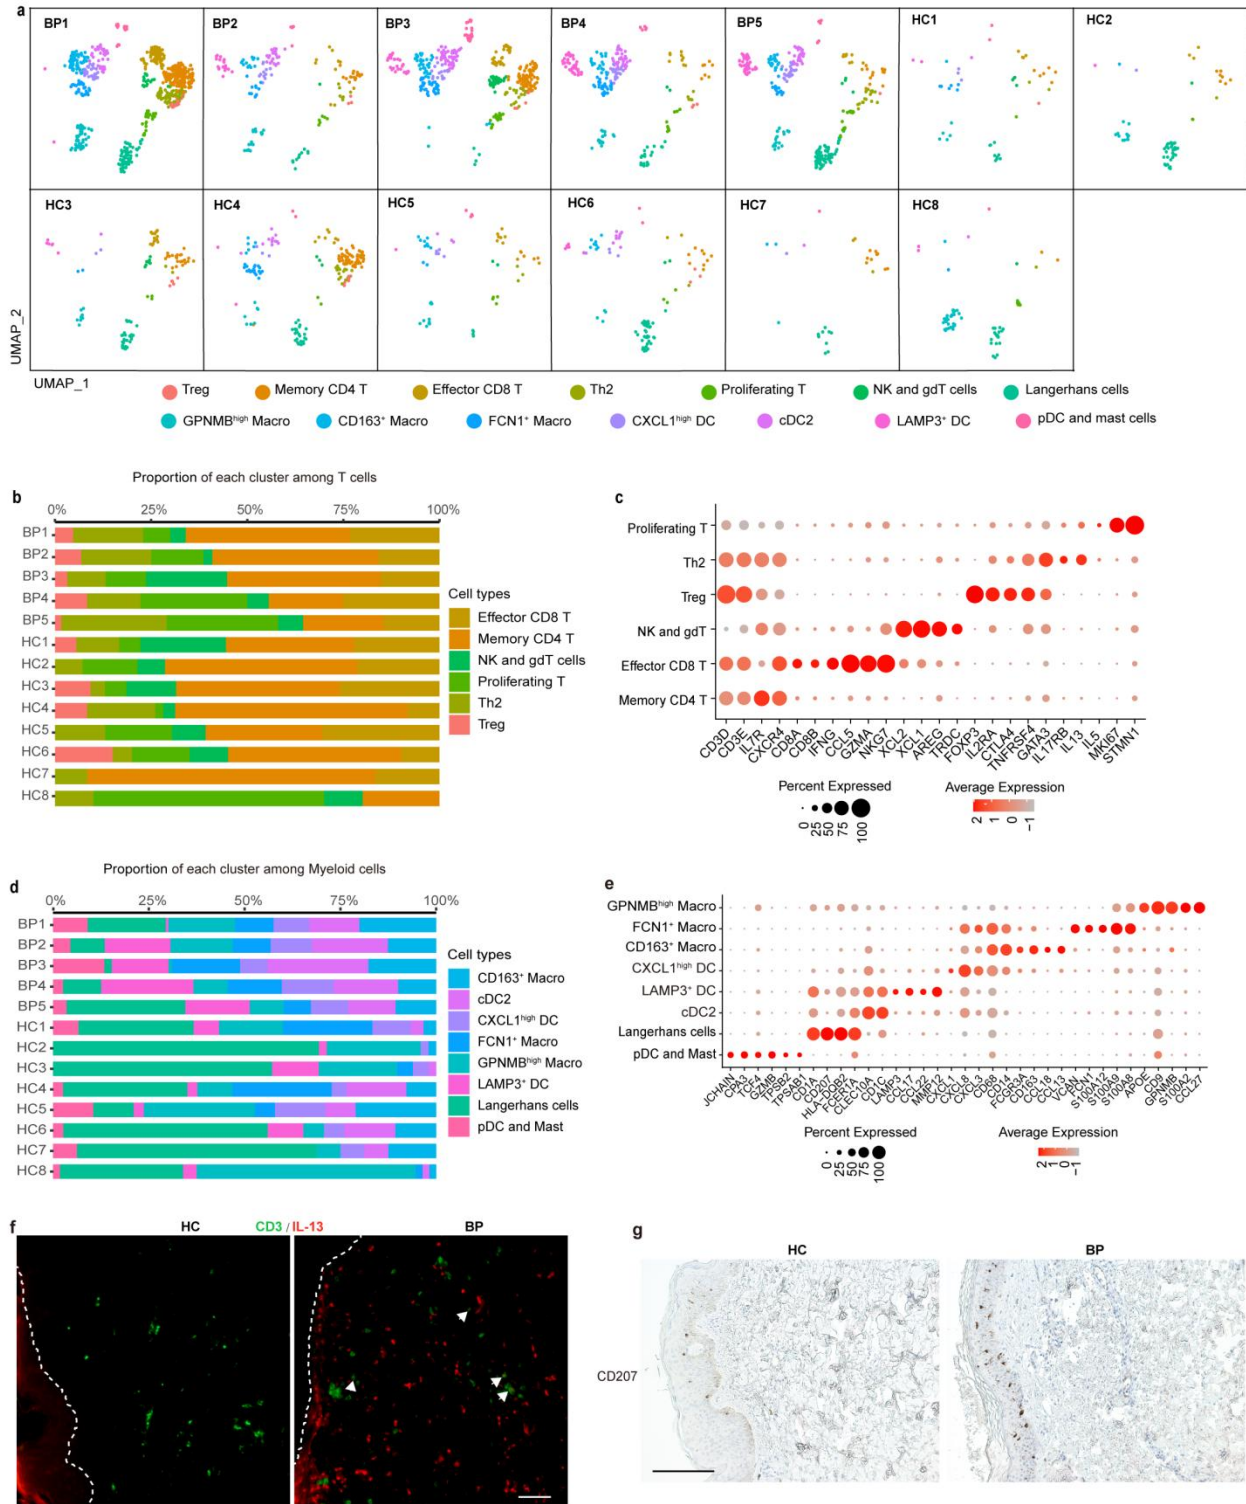 a
BP1 BP2 BP3 BP4 BP5 HC1 HC2
HC3 HC4 HC5 HC6 HC7 HC8
UMAP_2
UMAP_1
Treg Memory CD4 T Effector CD8 T Th2 Proliferating T NK and gdT cells Langerhans cells
GPNMBhigh Macro CD163+ Macro FCN1+ Macro CXCL1high DC cDC2 LAMP3+ DC pDC and mast cells
b
Proportion of each cluster among T cells
0% 25% 50% 75% 100%
BP1
BP2
BP3
BP4
BP5
HC1
HC2
HC3
HC4
HC5
HC6
HC7
HC8
Cell types
Effector CD8 T
Memory CD4 T
NK and gdT cells
Proliferating T
Th2
Treg
c
Proliferating T
Th2
Treg
NK and gdT
Effector CD8 T
Memory CD4 T
CD3D CD3E IL7R CXCR4 CD8A CD8B IFNG CCL5 GZMA NKG7 XCL2 XCL1 AREG TRDC FOXP3 IL2RA CTLA4 TNFRSF4 GATA3 IL17RB IL13 IL5 MKI67 STMN1
Percent Expressed
0 25 50 75 100
Average Expression
2 1 0 -1
d
Proportion of each cluster among Myeloid cells
0% 25% 50% 75% 100%
BP1
BP2
BP3
BP4
BP5
HC1
HC2
HC3
HC4
HC5
HC6
HC7
HC8
Cell types
CD163+ Macro
cDC2
CXCL1high DC
FCN1+ Macro
GPNMBhigh Macro
LAMP3+ DC
Langerhans cells
pDC and Mast
e
GPNMBhigh Macro
FCN1+ Macro
CD163+ Macro
CXCL1high DC
LAMP3+ DC
cDC2
Langerhans cells
pDC and Mast
JCHAIN CPA3 TCF4 GZMB TPSB2 TPSAB1 CD1A CD207 HLA-DQB2 FCER1A CLEC10A CD1C LAMP3 CCL17 CCL22 MMP12 CXCL1 CXCL8 CXCL3 CD68 CD14 FCGR3A CD163 CCL18 CCL13 VCAN FCN1 S100A12 S100A9 S100A8 APOE CD9 GPNMB S100A2 CCL27
Percent Expressed
0 25 50 75 100
Average Expression
2 1 0 -1
f
HC CD3 / IL-13 BP
g
HC BP
CD207